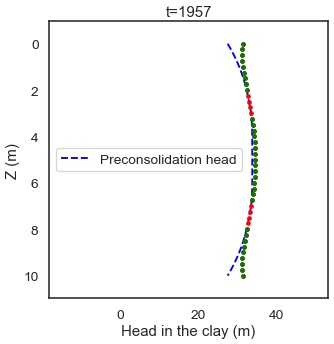 t=1957
Z (m)
0
2
4
6
8
10
Preconsolidation head
0
20
40
Head in the clay (m)